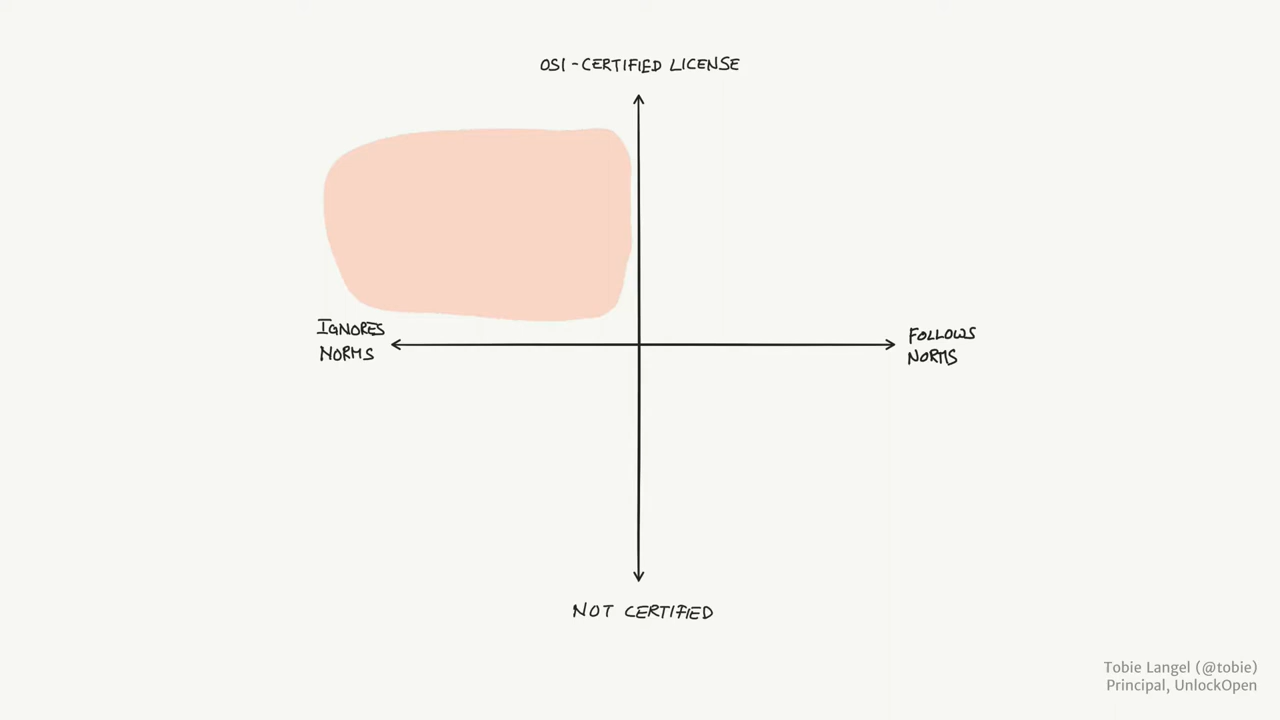 OSI-CERTIFIED LICENSE
IGNORES
NORMS
FOLLOWS
NORMS
NOT CERTIFIED
Tobie Langel (@tobie)
Principal, UnlockOpen